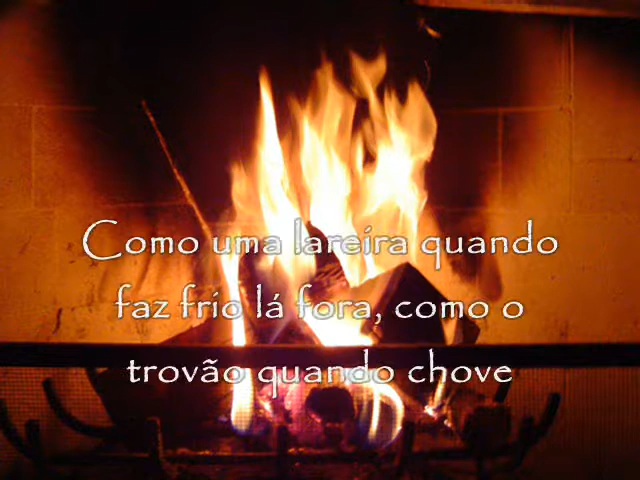 Como uma lareira quando
faz frio lá fora, como o
trovão quando chove